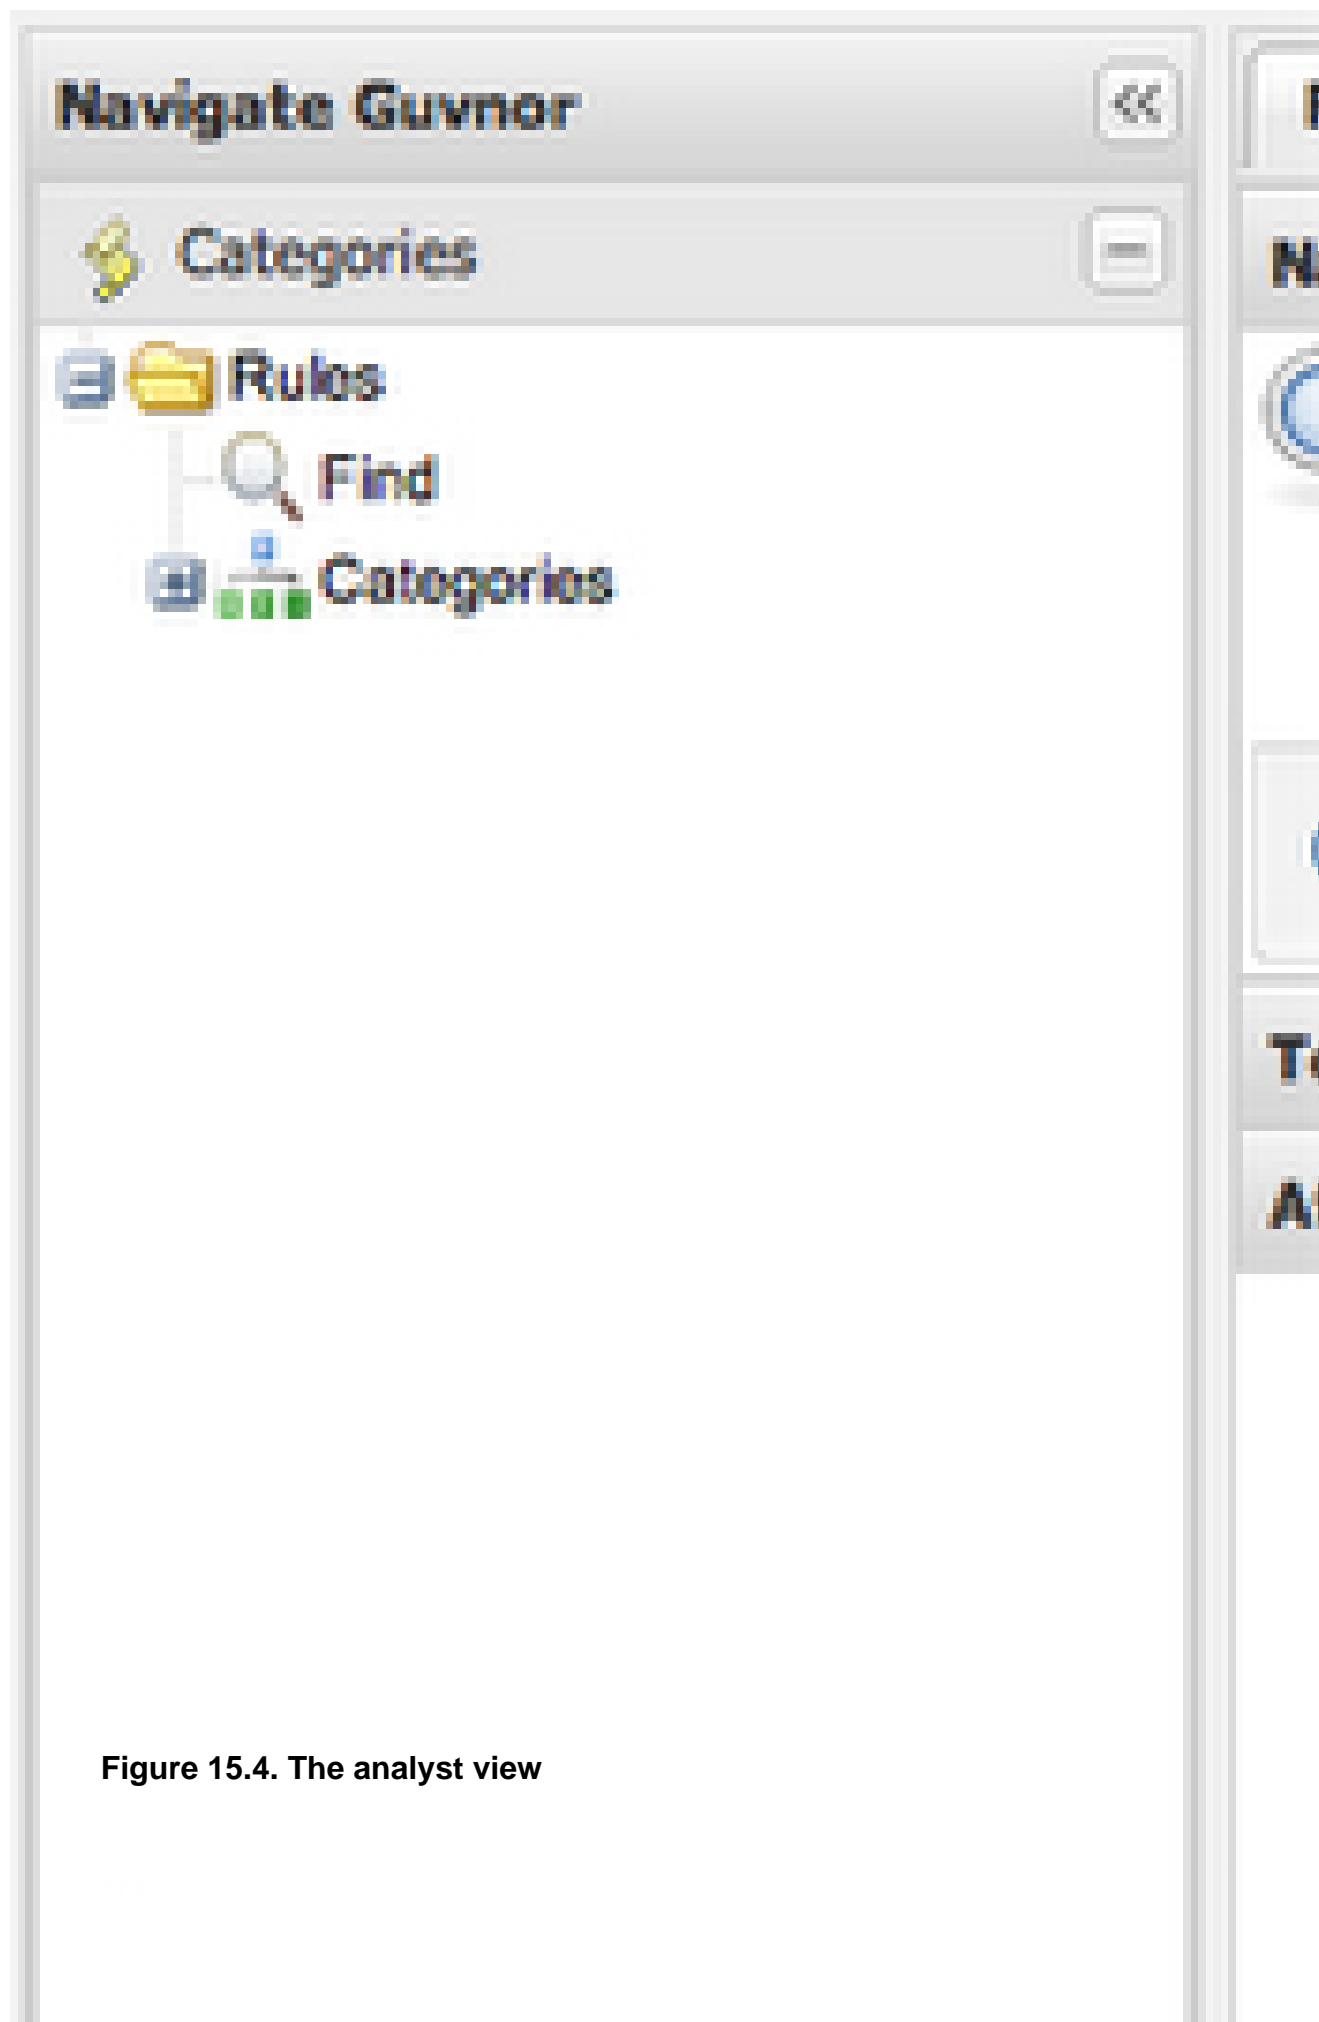 Navigate Guvnor
Categories
Rules
Find
Categories
Figure 15.4. The analyst view